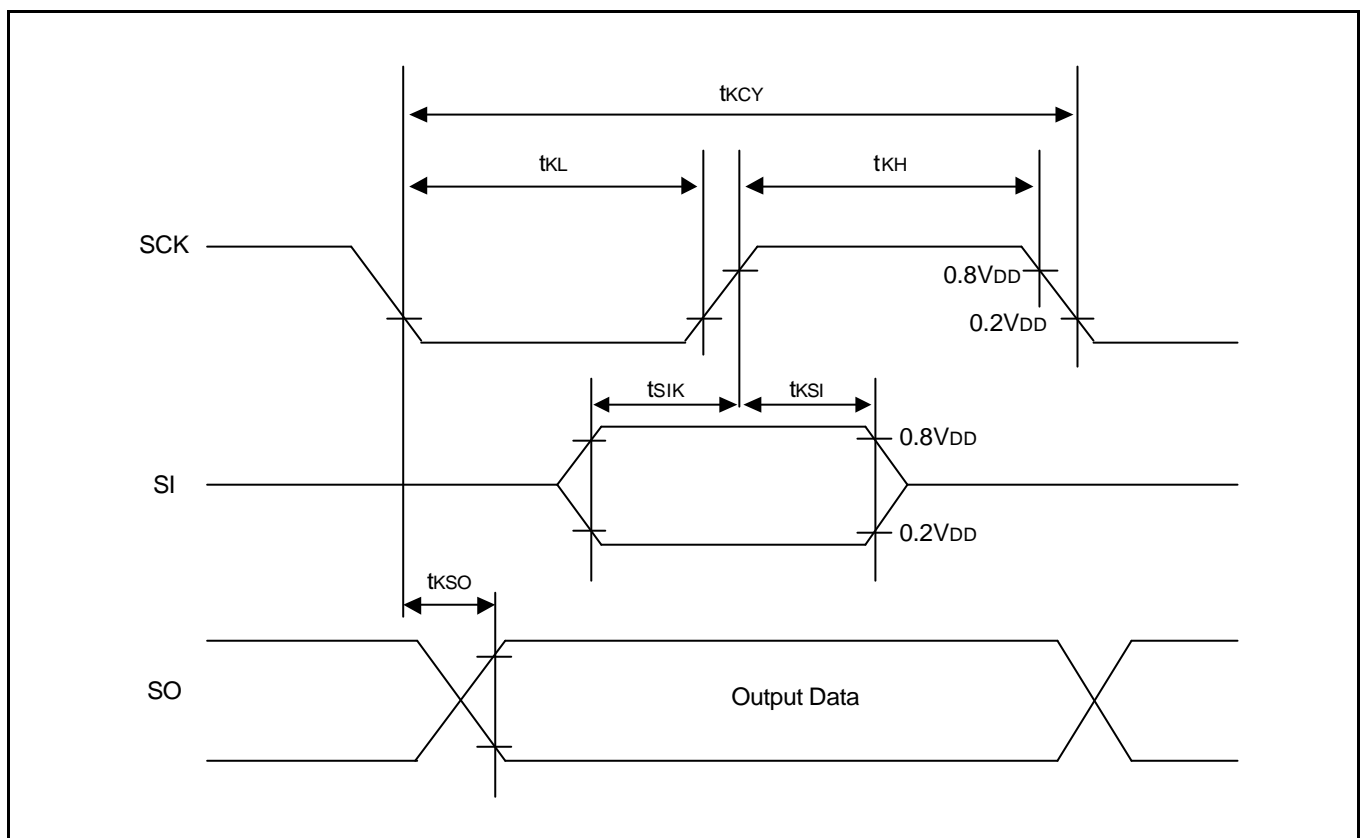 tKCY
tKL
tKH
SCK
0.8VDD
0.2VDD
tSIK
tKSI
0.8VDD
SI
0.2VDD
tKSO
SO
Output Data